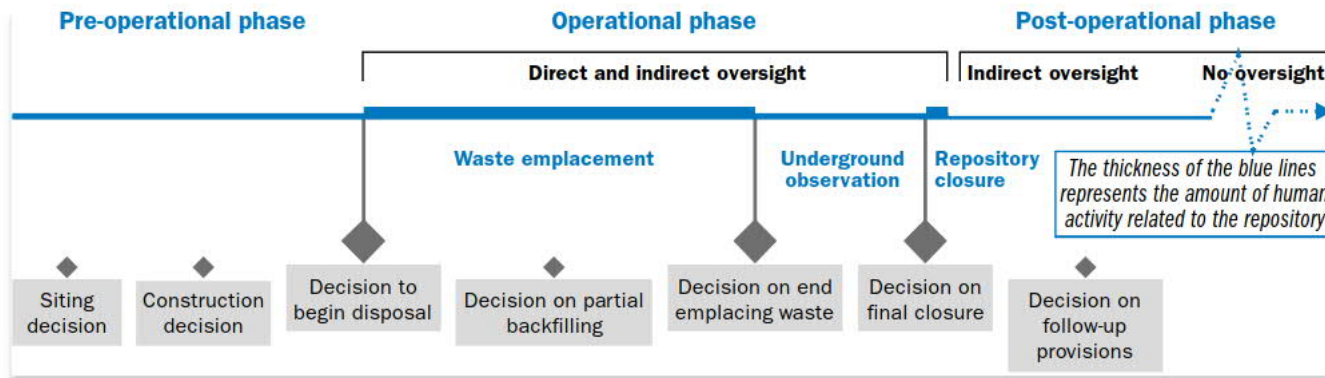 Pre-operational phase
Operational phase
Post-operational phase
Direct and indirect oversight
Indirect oversight
No oversight
Waste emplacement
Underground
observation
Repository
closure
The thickness of the blue lines
represents the amount of human
activity related to the repository
Siting
decision
Construction
decision
Decision to
begin disposal
Decision on partial
backfilling
Decision on end
emplacing waste
Decision on
final closure
Decision on
follow-up
provisions